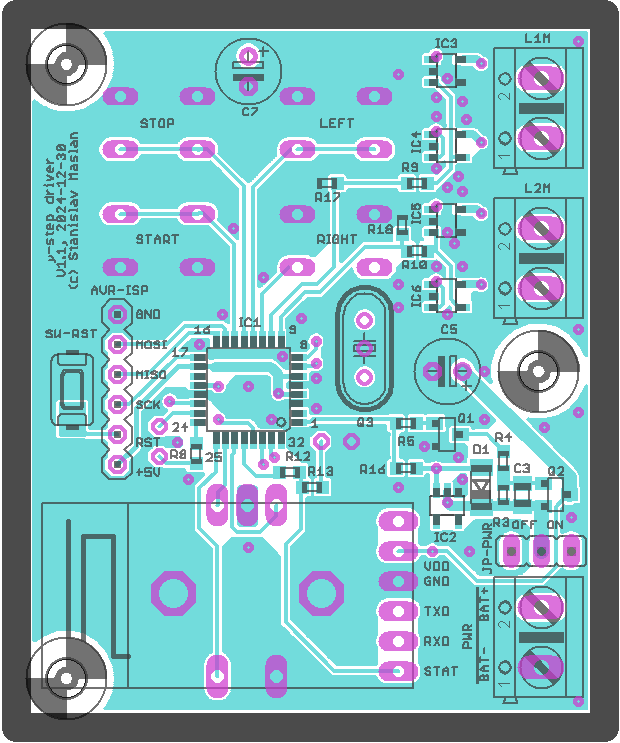 L1M
IC3
2
1
C7
STOP
LEFT
IC4
R9
R17
L2M
IC5
R18
2
1
START
RIGHT
R10
IC6
μ-step driver
V1.1, 2024-12-30
(c) Stanislav Maslan
AVR-ISP
GND
MOSI
MISO
SCK
RST
+5V
SW-RST
IC1
16
9
17
8
24
1
25
32
C5
+
+
Q3
Q1
R5
R4
R8
R12
R13
R16
D1
C3
Q2
R3
IC2
OFF ON
JP-PWR
VDD
GND
TXD
RXD
STAT
PWR
BAT+
BAT-
2
1